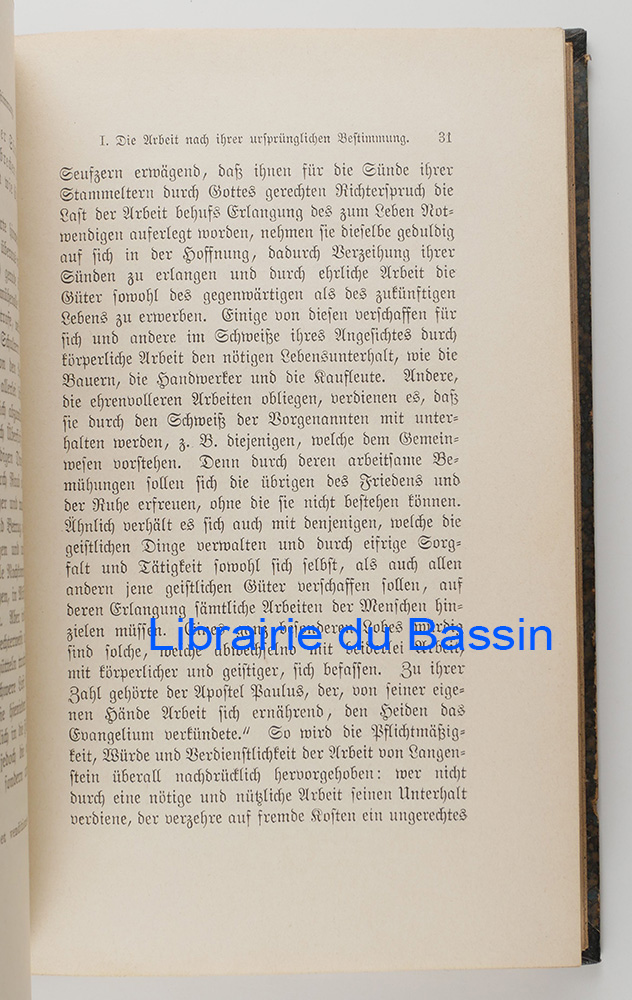 I. Die Arbeit nach ihrer ursprünglichen Bestimmung. 31
Seufzern erwägend, daß ihnen für die Sünde ihrer
Stammeltern durch Gottes gerechten Richterspruch die
Last der Arbeit behufs Erlangung des zum Leben Not-
wendigen auferlegt worden, nehmen sie dieselbe geduldig
auf sich in der Hoffnung, dadurch Verzeihung ihrer
Sünden zu erlangen und durch ehrliche Arbeit die
Güter sowohl des gegenwärtigen als des zukünftigen
Lebens zu erwerben. Einige von diesen verschaffen für
sich und andere im Schweiße ihres Angesichtes durch
körperliche Arbeit den nötigen Lebensunterhalt, wie die
Bauern, die Handwerker und die Kaufleute. Andere,
die ehrenvolleren Arbeiten obliegen, verdienen es, daß
sie durch den Schweiß der Vorgenannten mit unter-
halten werden, z. B. diejenigen, welche dem Gemein-
wesen vorstehen. Denn durch deren arbeitsame Be-
mühungen sollen sich die übrigen des Friedens und
der Ruhe erfreuen, ohne die sie nicht bestehen können.
Ähnlich verhält es sich auch mit denjenigen, welche die
geistlichen Dinge verwalten und durch eifrige Sorg-
falt und Tätigkeit sowohl sich selbst, als auch allen
andern jene geistlichen Güter verschaffen sollen, auf
deren Erlangung sämtliche Arbeiten der Menschen hin-
zielen müssen. Eines ganz besonderen Lobes würdig
Librairie du Bassin
sind solche, welche abwechselnd mit beiderlei Arbeit,
mit körperlicher und geistiger, sich befassen. Zu ihrer
Zahl gehörte der Apostel Paulus, der, von seiner eige-
nen Hände Arbeit sich ernährend, den Heiden das
Evangelium verkündete." So wird die Pflichtmäßig-
keit, Würde und Verdienstlichkeit der Arbeit von Langen-
stein überall nachdrücklich hervorgehoben: wer nicht
durch eine nötige und nützliche Arbeit seinen Unterhalt
verdiene, der verzehre auf fremde Kosten ein ungerechtes